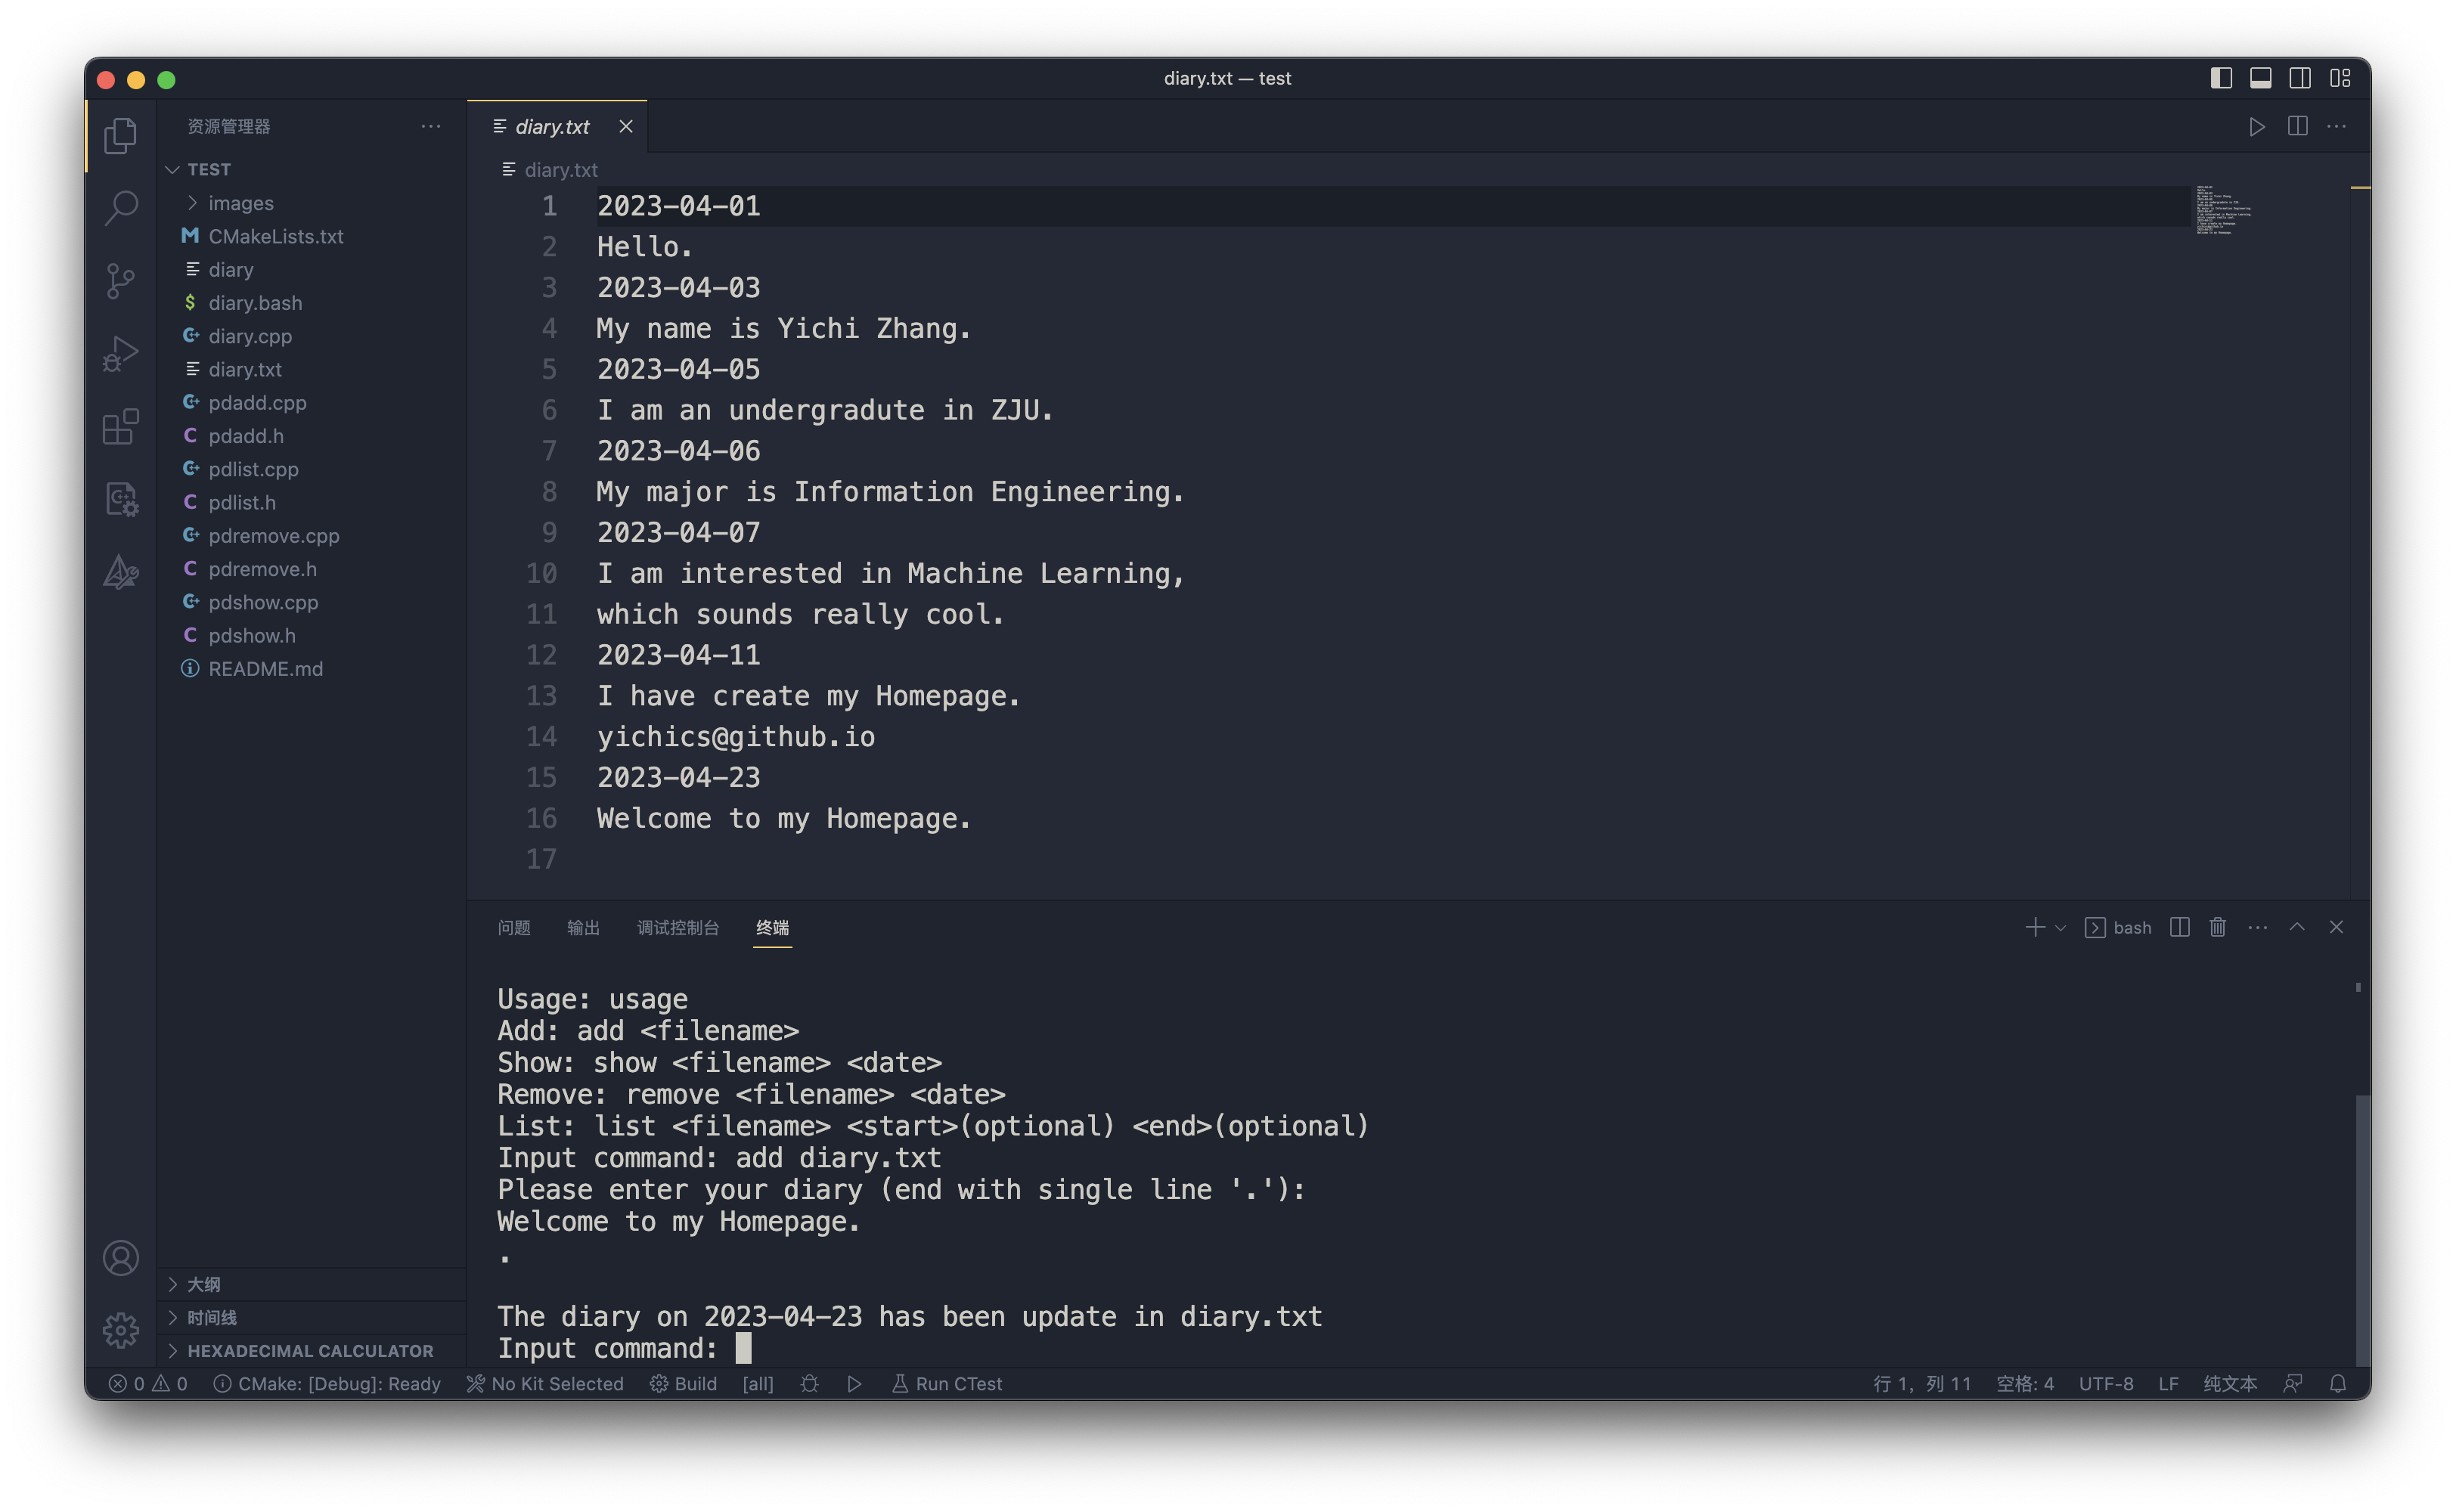 diary.txt — test
资源管理器
TEST
images
CMakeLists.txt
diary
diary.bash
diary.cpp
diary.txt
pdadd.cpp
pdadd.h
pdlist.cpp
pdlist.h
pdremove.cpp
pdremove.h
pdshow.cpp
pdshow.h
README.md
大纲
时间线
HEXADECIMAL CALCULATOR
diary.txt
diary.txt
1 2023-04-01
2 Hello.
3 2023-04-03
4 My name is Yichi Zhang.
5 2023-04-05
6 I am an undergradute in ZJU.
7 2023-04-06
8 My major is Information Engineering.
9 2023-04-07
10 I am interested in Machine Learning,
11 which sounds really cool.
12 2023-04-11
13 I have create my Homepage.
14 yichics@github.io
15 2023-04-23
16 Welcome to my Homepage.
17
问题 输出 调试控制台 终端 bash
Usage: usage
Add: add <filename>
Show: show <filename> <date>
Remove: remove <filename> <date>
List: list <filename> <start>(optional) <end>(optional)
Input command: add diary.txt
Please enter your diary (end with single line '.'):
Welcome to my Homepage.
.
The diary on 2023-04-23 has been update in diary.txt
Input command:
0 0 CMake: [Debug]: Ready No Kit Selected Build [all] Run CTest 行 1，列 11 空格: 4 UTF-8 LF 纯文本